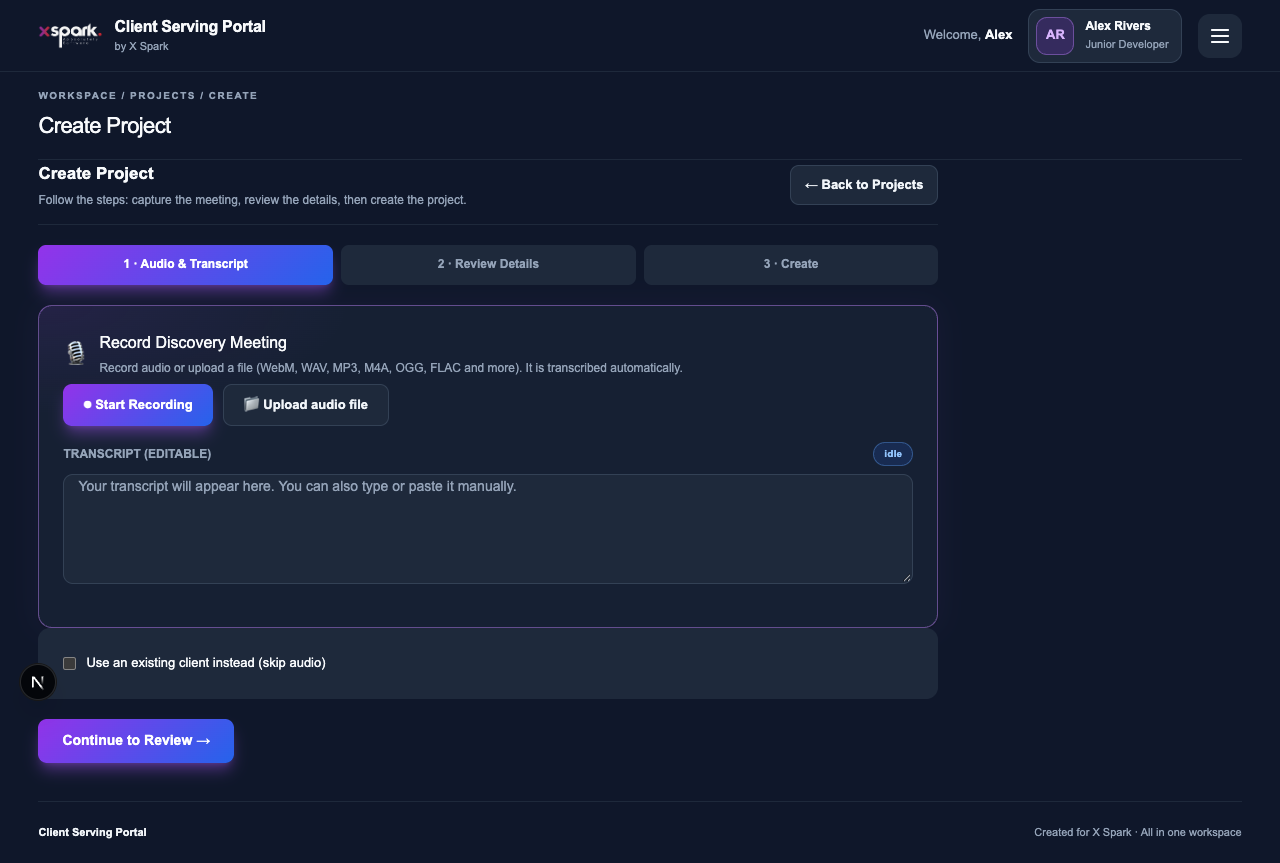 xspark.
Client Serving Portal
by X Spark
Welcome, Alex
AR
Alex Rivers
Junior Developer
WORKSPACE / PROJECTS / CREATE
Create Project
Create Project
Follow the steps: capture the meeting, review the details, then create the project.
← Back to Projects
1 · Audio & Transcript
2 · Review Details
3 · Create
Record Discovery Meeting
Record audio or upload a file (WebM, WAV, MP3, M4A, OGG, FLAC and more). It is transcribed automatically.
● Start Recording
Upload audio file
TRANSCRIPT (EDITABLE)
idle
Your transcript will appear here. You can also type or paste it manually.
Use an existing client instead (skip audio)
N
Continue to Review →
Client Serving Portal
Created for X Spark · All in one workspace